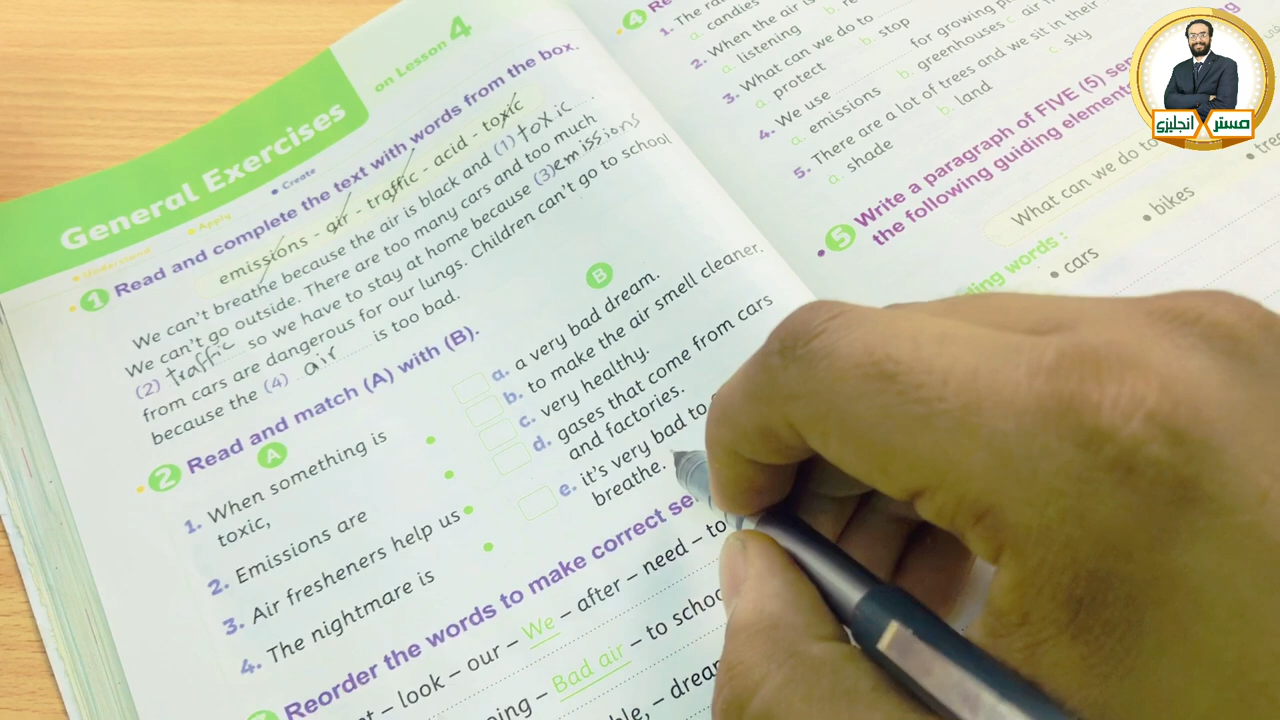 General Exercises
on Lesson 4
Understand
Apply
Create
1 Read and complete the text with words from the box.
emissions - air - traffic - acid - toxic
We can't breathe because the air is black and (1) toxic .
We can't go outside. There are too many cars and too much
(2) traffic so we have to stay at home because (3) emissions
from cars are dangerous for our lungs. Children can't go to school
because the (4) air is too bad.
2 Read and match (A) with (B).
A
B
1. When something is
toxic,
2. Emissions are
3. Air fresheners help us
4. The nightmare is
a. a very bad dream.
b. to make the air smell cleaner.
c. very healthy.
d. gases that come from cars
and factories.
e. it's very bad to
breathe.
Reorder the words to make correct
– look – our – We – after – need – to
– Bad air – to
4
1.
a. candies
b.
2. When the air is
a. listening
b.
3. What can we do to
a. protect
b. stop
c. sky
4. We use for growing
a. emissions
b. greenhouses
c. air
5. There are a lot of trees and we sit in their
a. shade
b. land
5 Write a paragraph of FIVE (5)
the following guiding
What can we do to
words :
• cars
• bikes
مستر X انجليزي